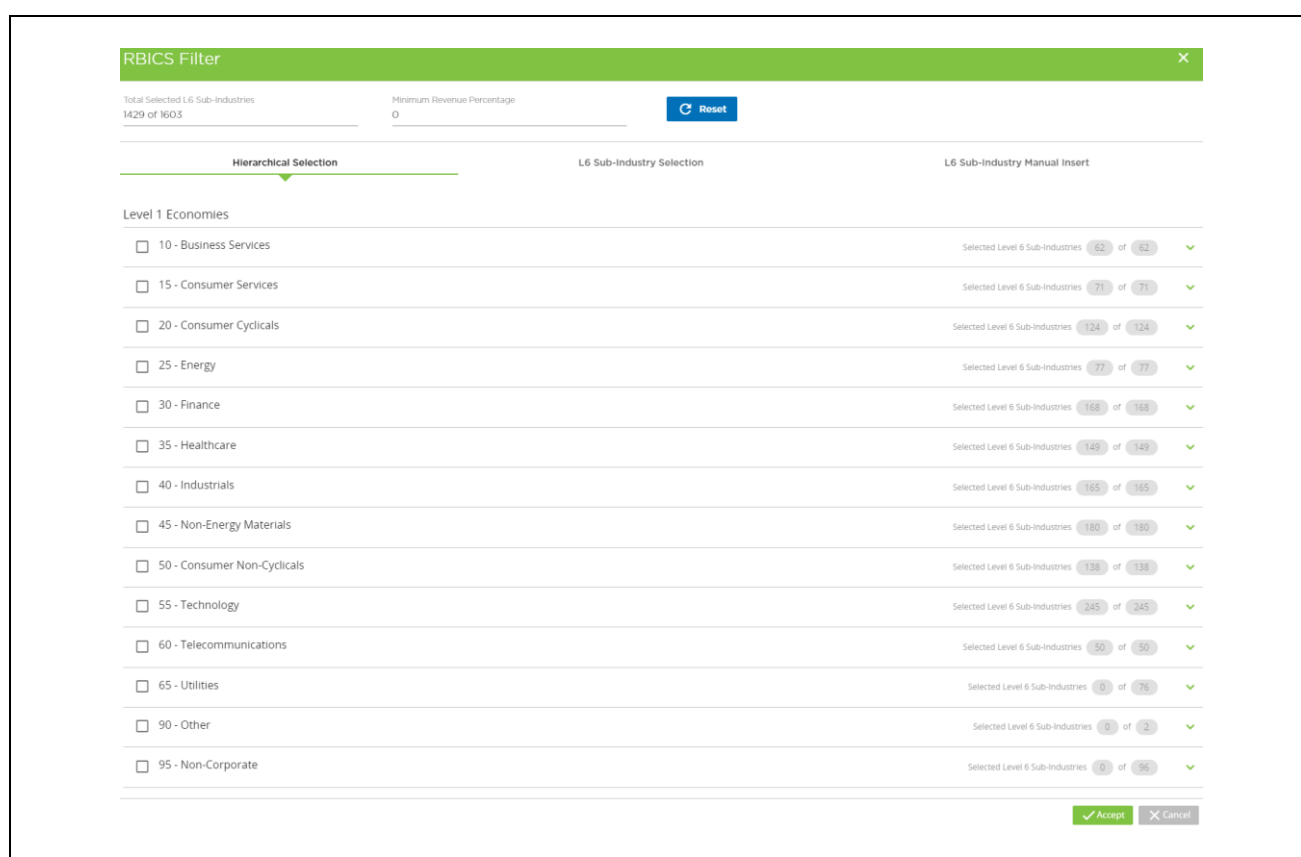 RBICS Filter
Total Selected L6 Sub-Industries Minimum Revenue Percentage
1429 of 1603 0 Reset
Hierarchical Selection L6 Sub-Industry Selection L6 Sub-Industry Manual Insert
Level 1 Economies
10 - Business Services Selected Level 6 Sub-Industries 62 of 62
15 - Consumer Services Selected Level 6 Sub-Industries 71 of 71
20 - Consumer Cyclicals Selected Level 6 Sub-Industries 124 of 124
25 - Energy Selected Level 6 Sub-Industries 77 of 77
30 - Finance Selected Level 6 Sub-Industries 168 of 168
35 - Healthcare Selected Level 6 Sub-Industries 149 of 149
40 - Industrials Selected Level 6 Sub-Industries 165 of 165
45 - Non-Energy Materials Selected Level 6 Sub-Industries 180 of 180
50 - Consumer Non-Cyclicals Selected Level 6 Sub-Industries 138 of 138
55 - Technology Selected Level 6 Sub-Industries 245 of 245
60 - Telecommunications Selected Level 6 Sub-Industries 50 of 50
65 - Utilities Selected Level 6 Sub-Industries 0 of 76
90 - Other Selected Level 6 Sub-Industries 0 of 2
95 - Non-Corporate Selected Level 6 Sub-Industries 0 of 96
Accept Cancel